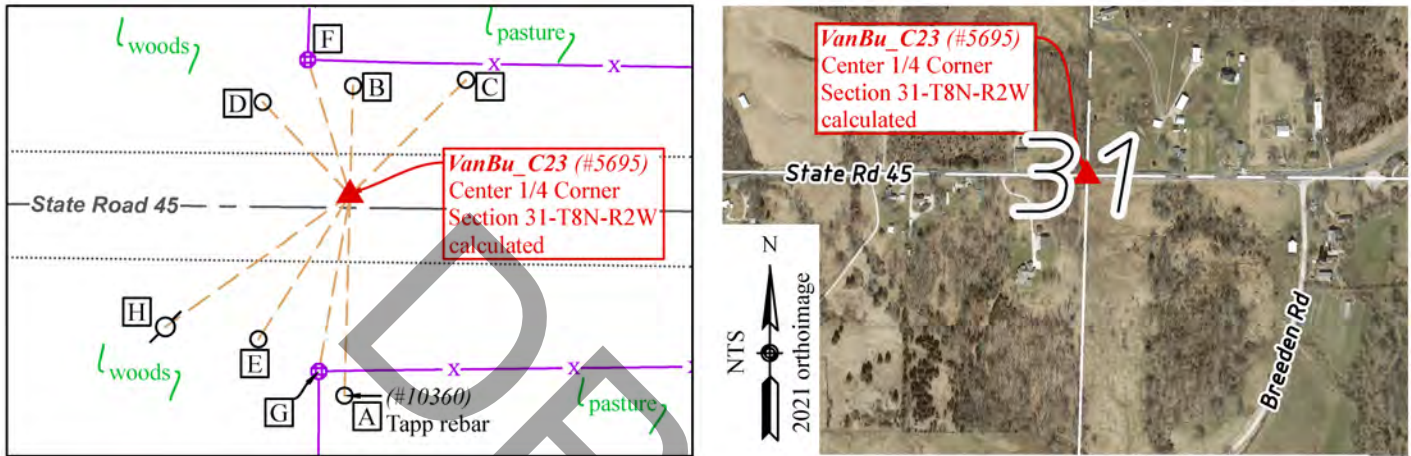 woods
F
pasture
X
X
D
B
C
VanBu_C23 (#5695)
Center 1/4 Corner
Section 31-T8N-R2W
calculated
State Road 45
H
woods
E
G
X
X
X
(#10360)
A
Tapp rebar
pasture
DR
VanBu_C23 (#5695)
Center 1/4 Corner
Section 31-T8N-R2W
calculated
31
State Rd 45
N
NTS
2021 orthoimage
Breeden Rd